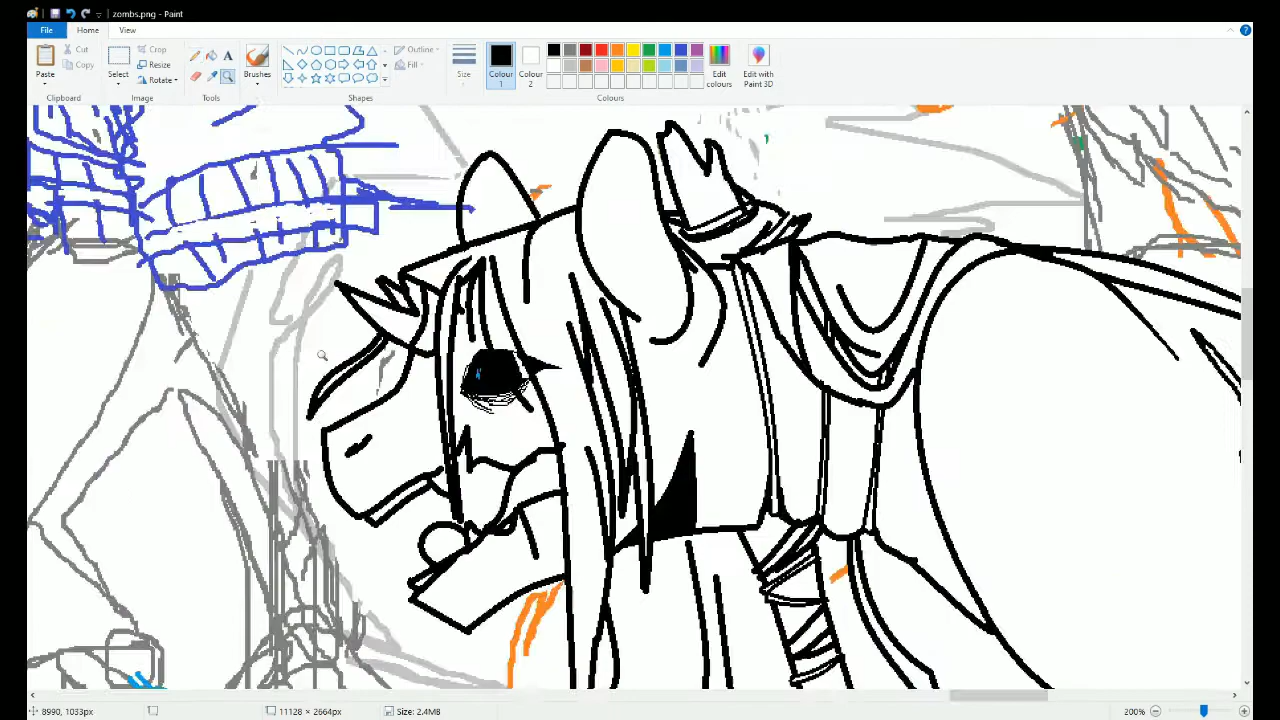 zombs.png - Paint
File Home View
Paste
Cut
Copy
Clipboard
Select
Crop
Resize
Rotate
Image
A
Tools
Brushes
Outline
Fill
Shapes
Size
Colour
1
Colour
2
Edit
colours
Edit with
Paint 3D
Colours
8990, 1033px
11128 × 2664px
Size: 2.4MB
200%